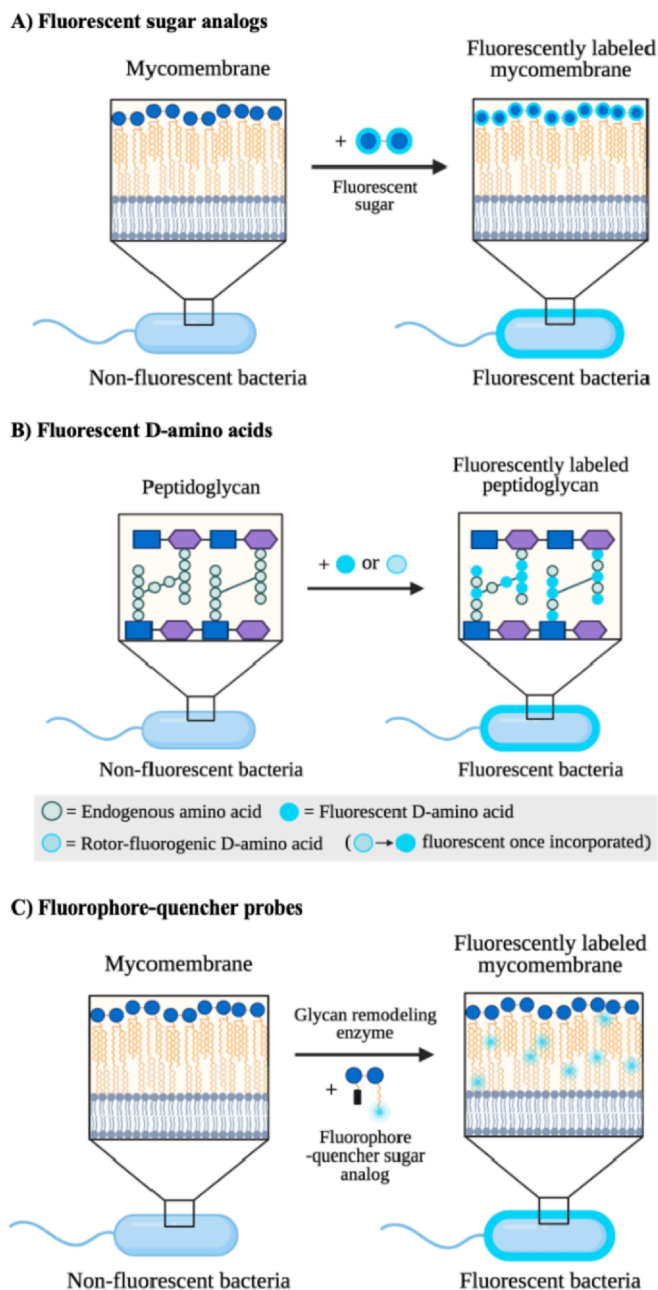 A) Fluorescent sugar analogs
Mycomembrane
Fluorescently labeled
mycomembrane
+
Fluorescent
sugar
Non-fluorescent bacteria
Fluorescent bacteria
B) Fluorescent D-amino acids
Peptidoglycan
Fluorescently labeled
peptidoglycan
+ or
Non-fluorescent bacteria
Fluorescent bacteria
= Endogenous amino acid = Fluorescent D-amino acid
= Rotor-fluorogenic D-amino acid ( → fluorescent once incorporated)
C) Fluorophore-quencher probes
Mycomembrane
Fluorescently labeled
mycomembrane
Glycan remodeling
enzyme
+
Fluorophore
-quencher sugar
analog
Non-fluorescent bacteria
Fluorescent bacteria